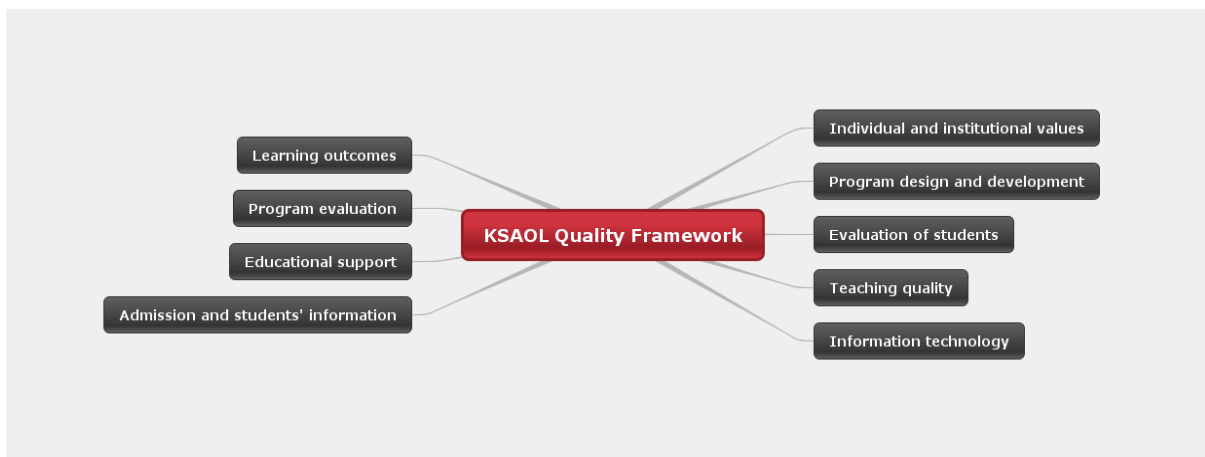 Learning outcomes
Program evaluation
Educational support
Admission and students' information
KSAOL Quality Framework
Individual and institutional values
Program design and development
Evaluation of students
Teaching quality
Information technology